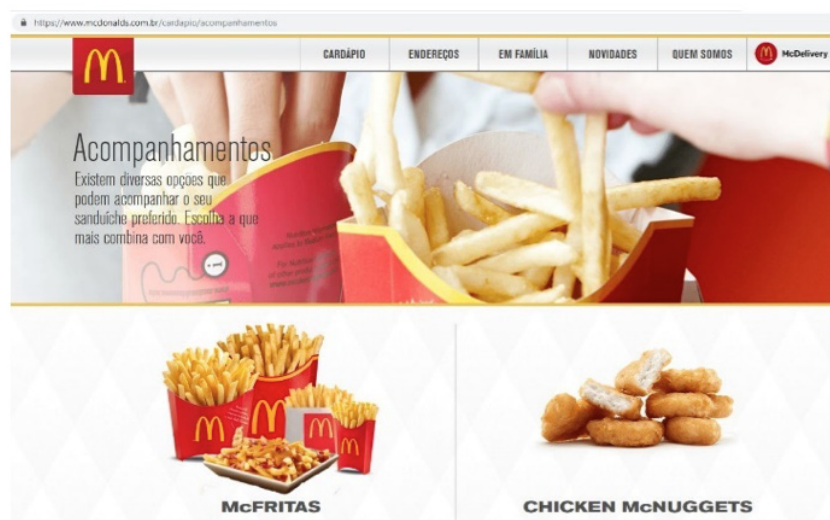 https://www.mcdonalds.com.br/cardapio/acompanhamentos
CARDÁPIO ENDEREÇOS EM FAMÍLIA NOVIDADES QUEM SOMOS McDelivery
Acompanhamentos
Existem diversas opções que
podem acompanhar o seu
sanduíche preferido. Escolha a que
mais combina com você.
McFRITAS
CHICKEN McNUGGETS